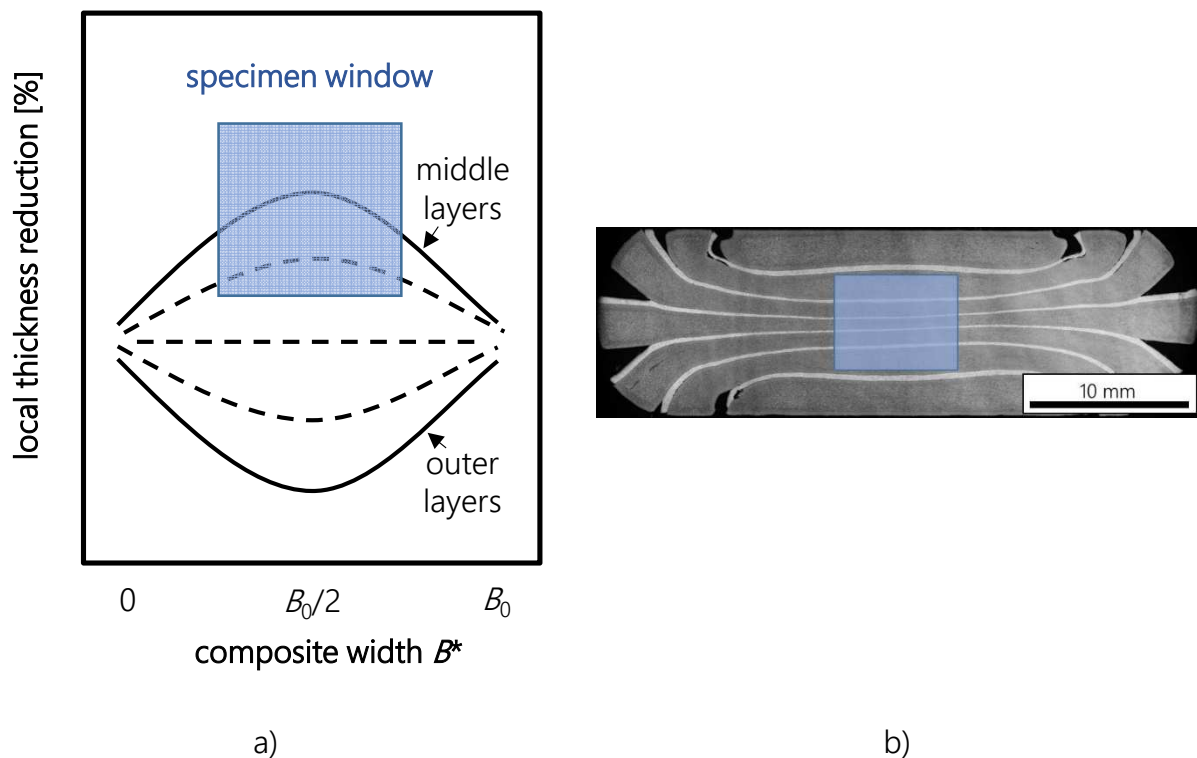 local thickness reduction [%]
specimen window
middle
layers
outer
layers
0
B₀/2
B₀
composite width B*
10 mm
a)
b)